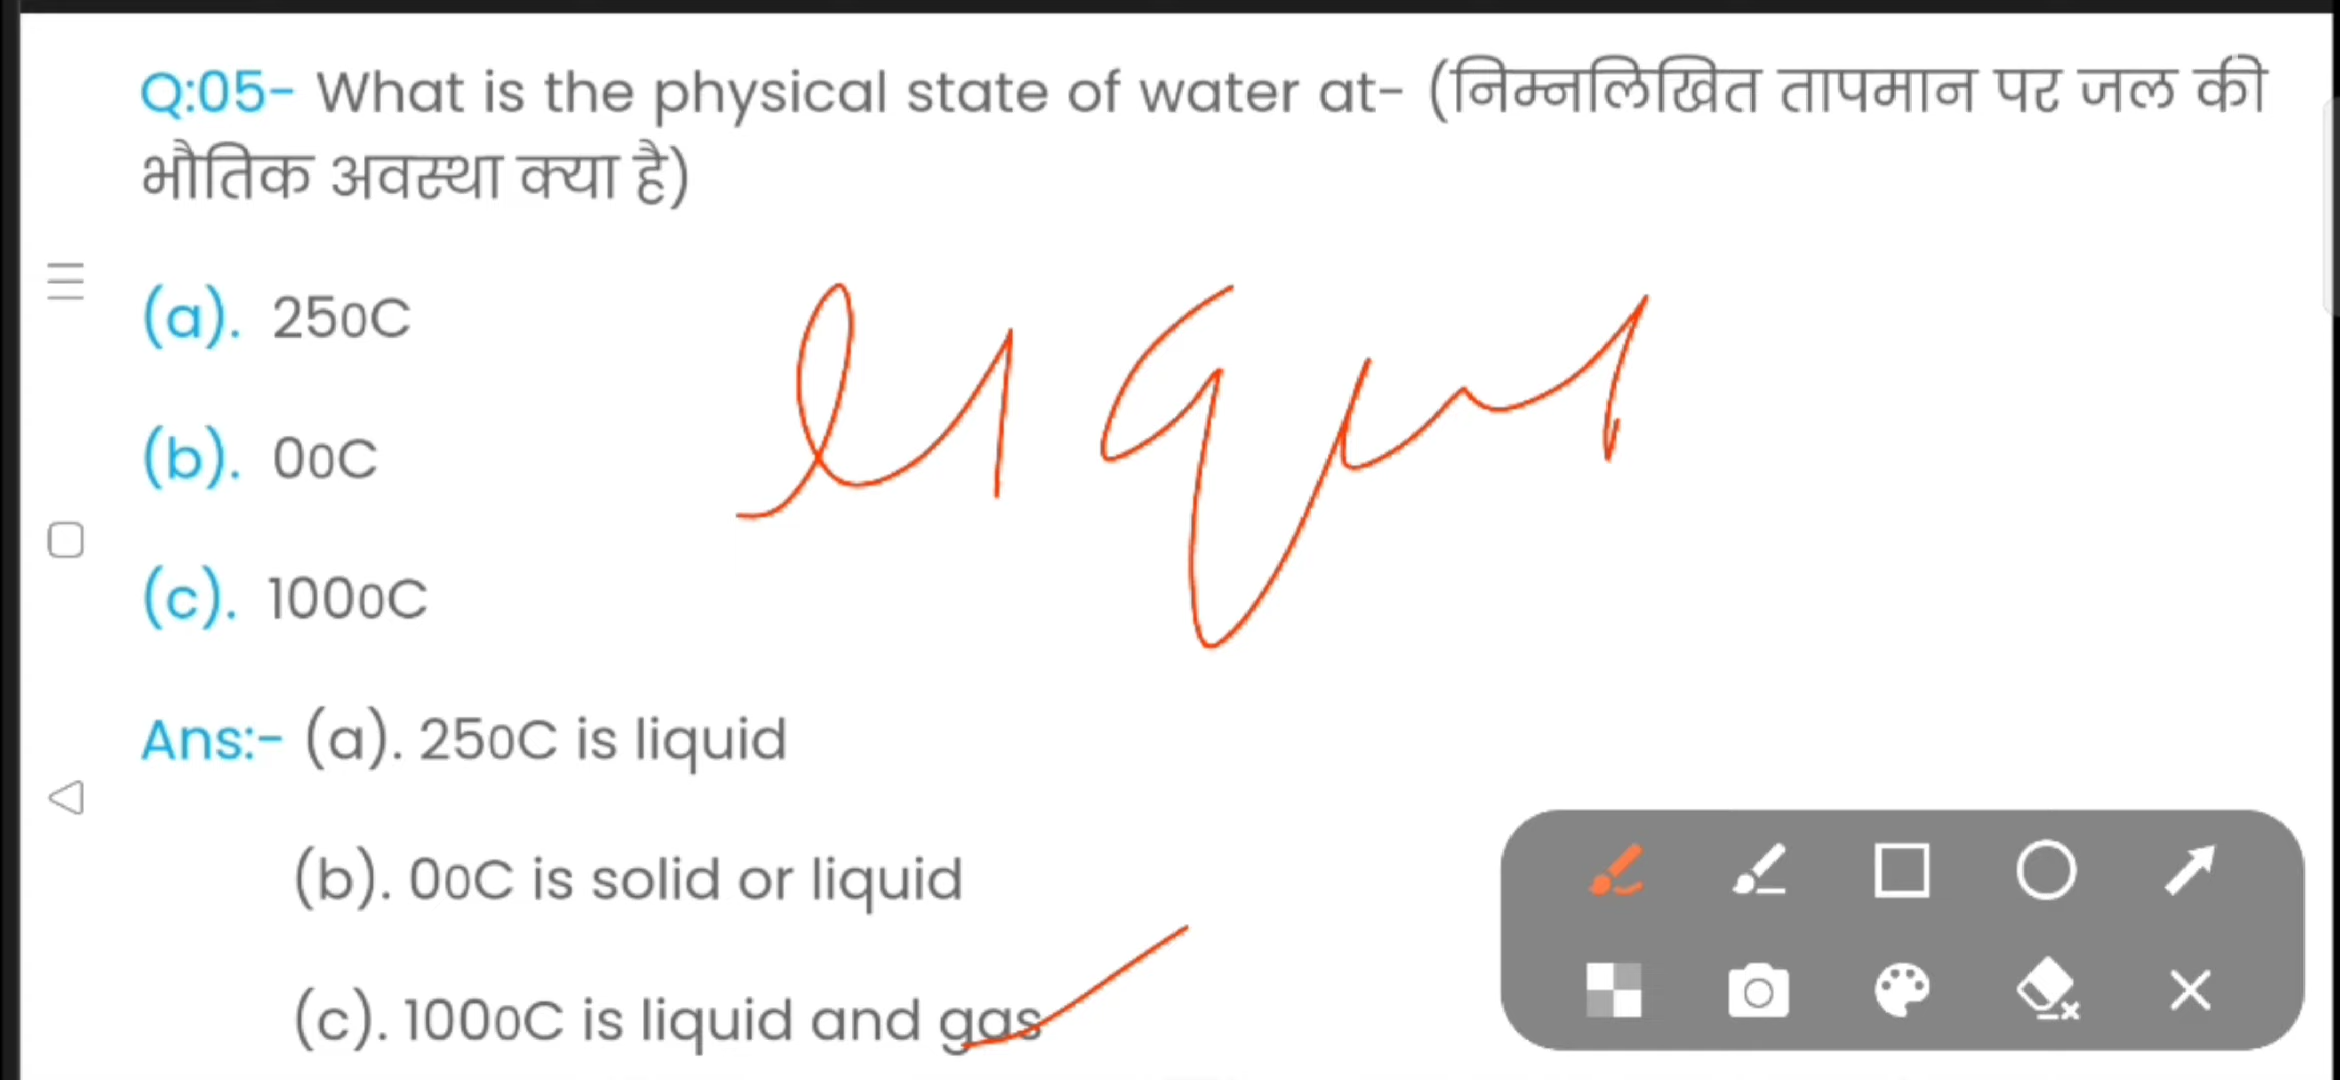 Q:05- What is the physical state of water at- (निम्नलिखित तापमान पर जल की
भौतिक अवस्था क्या है)
(a). 250C
(b). 00C
(c). 1000C
Ans:- (a). 250C is liquid
(b). 00C is solid or liquid
(c). 1000C is liquid and gas